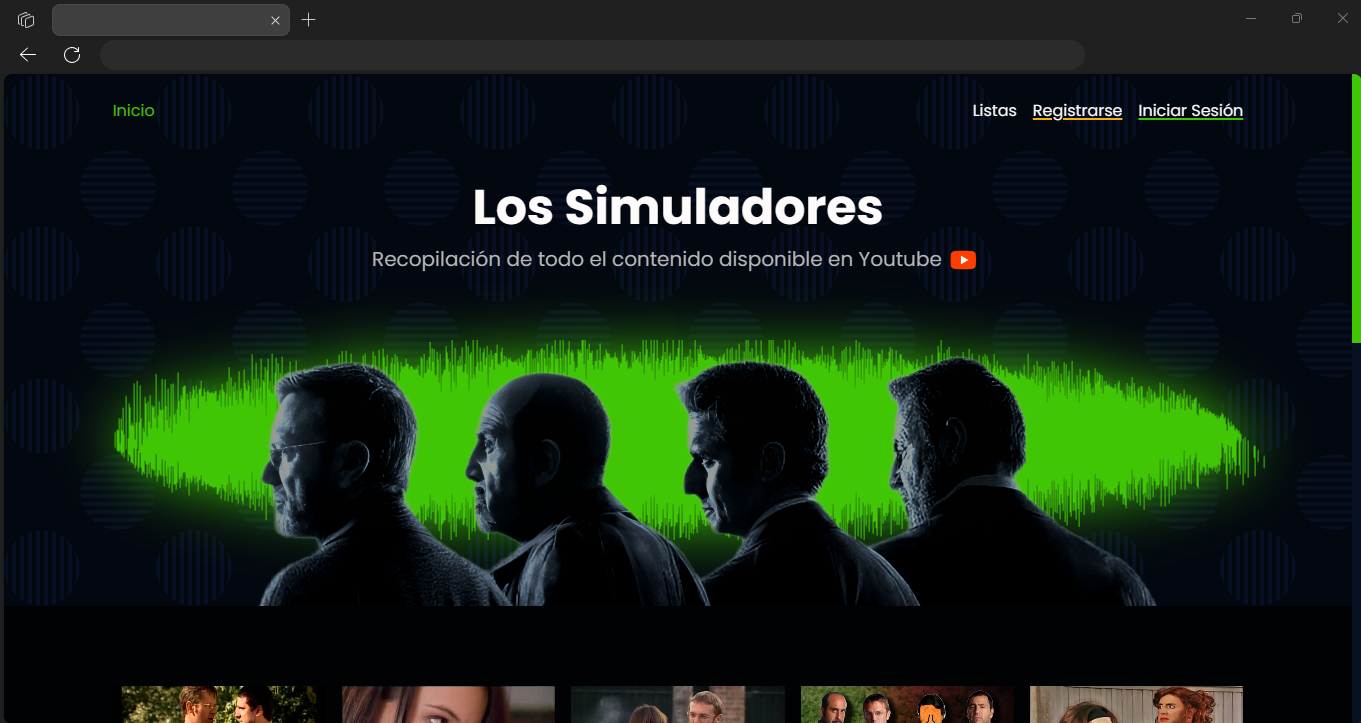 Inicio
Listas Registrarse Iniciar Sesión
Los Simuladores
Recopilación de todo el contenido disponible en Youtube